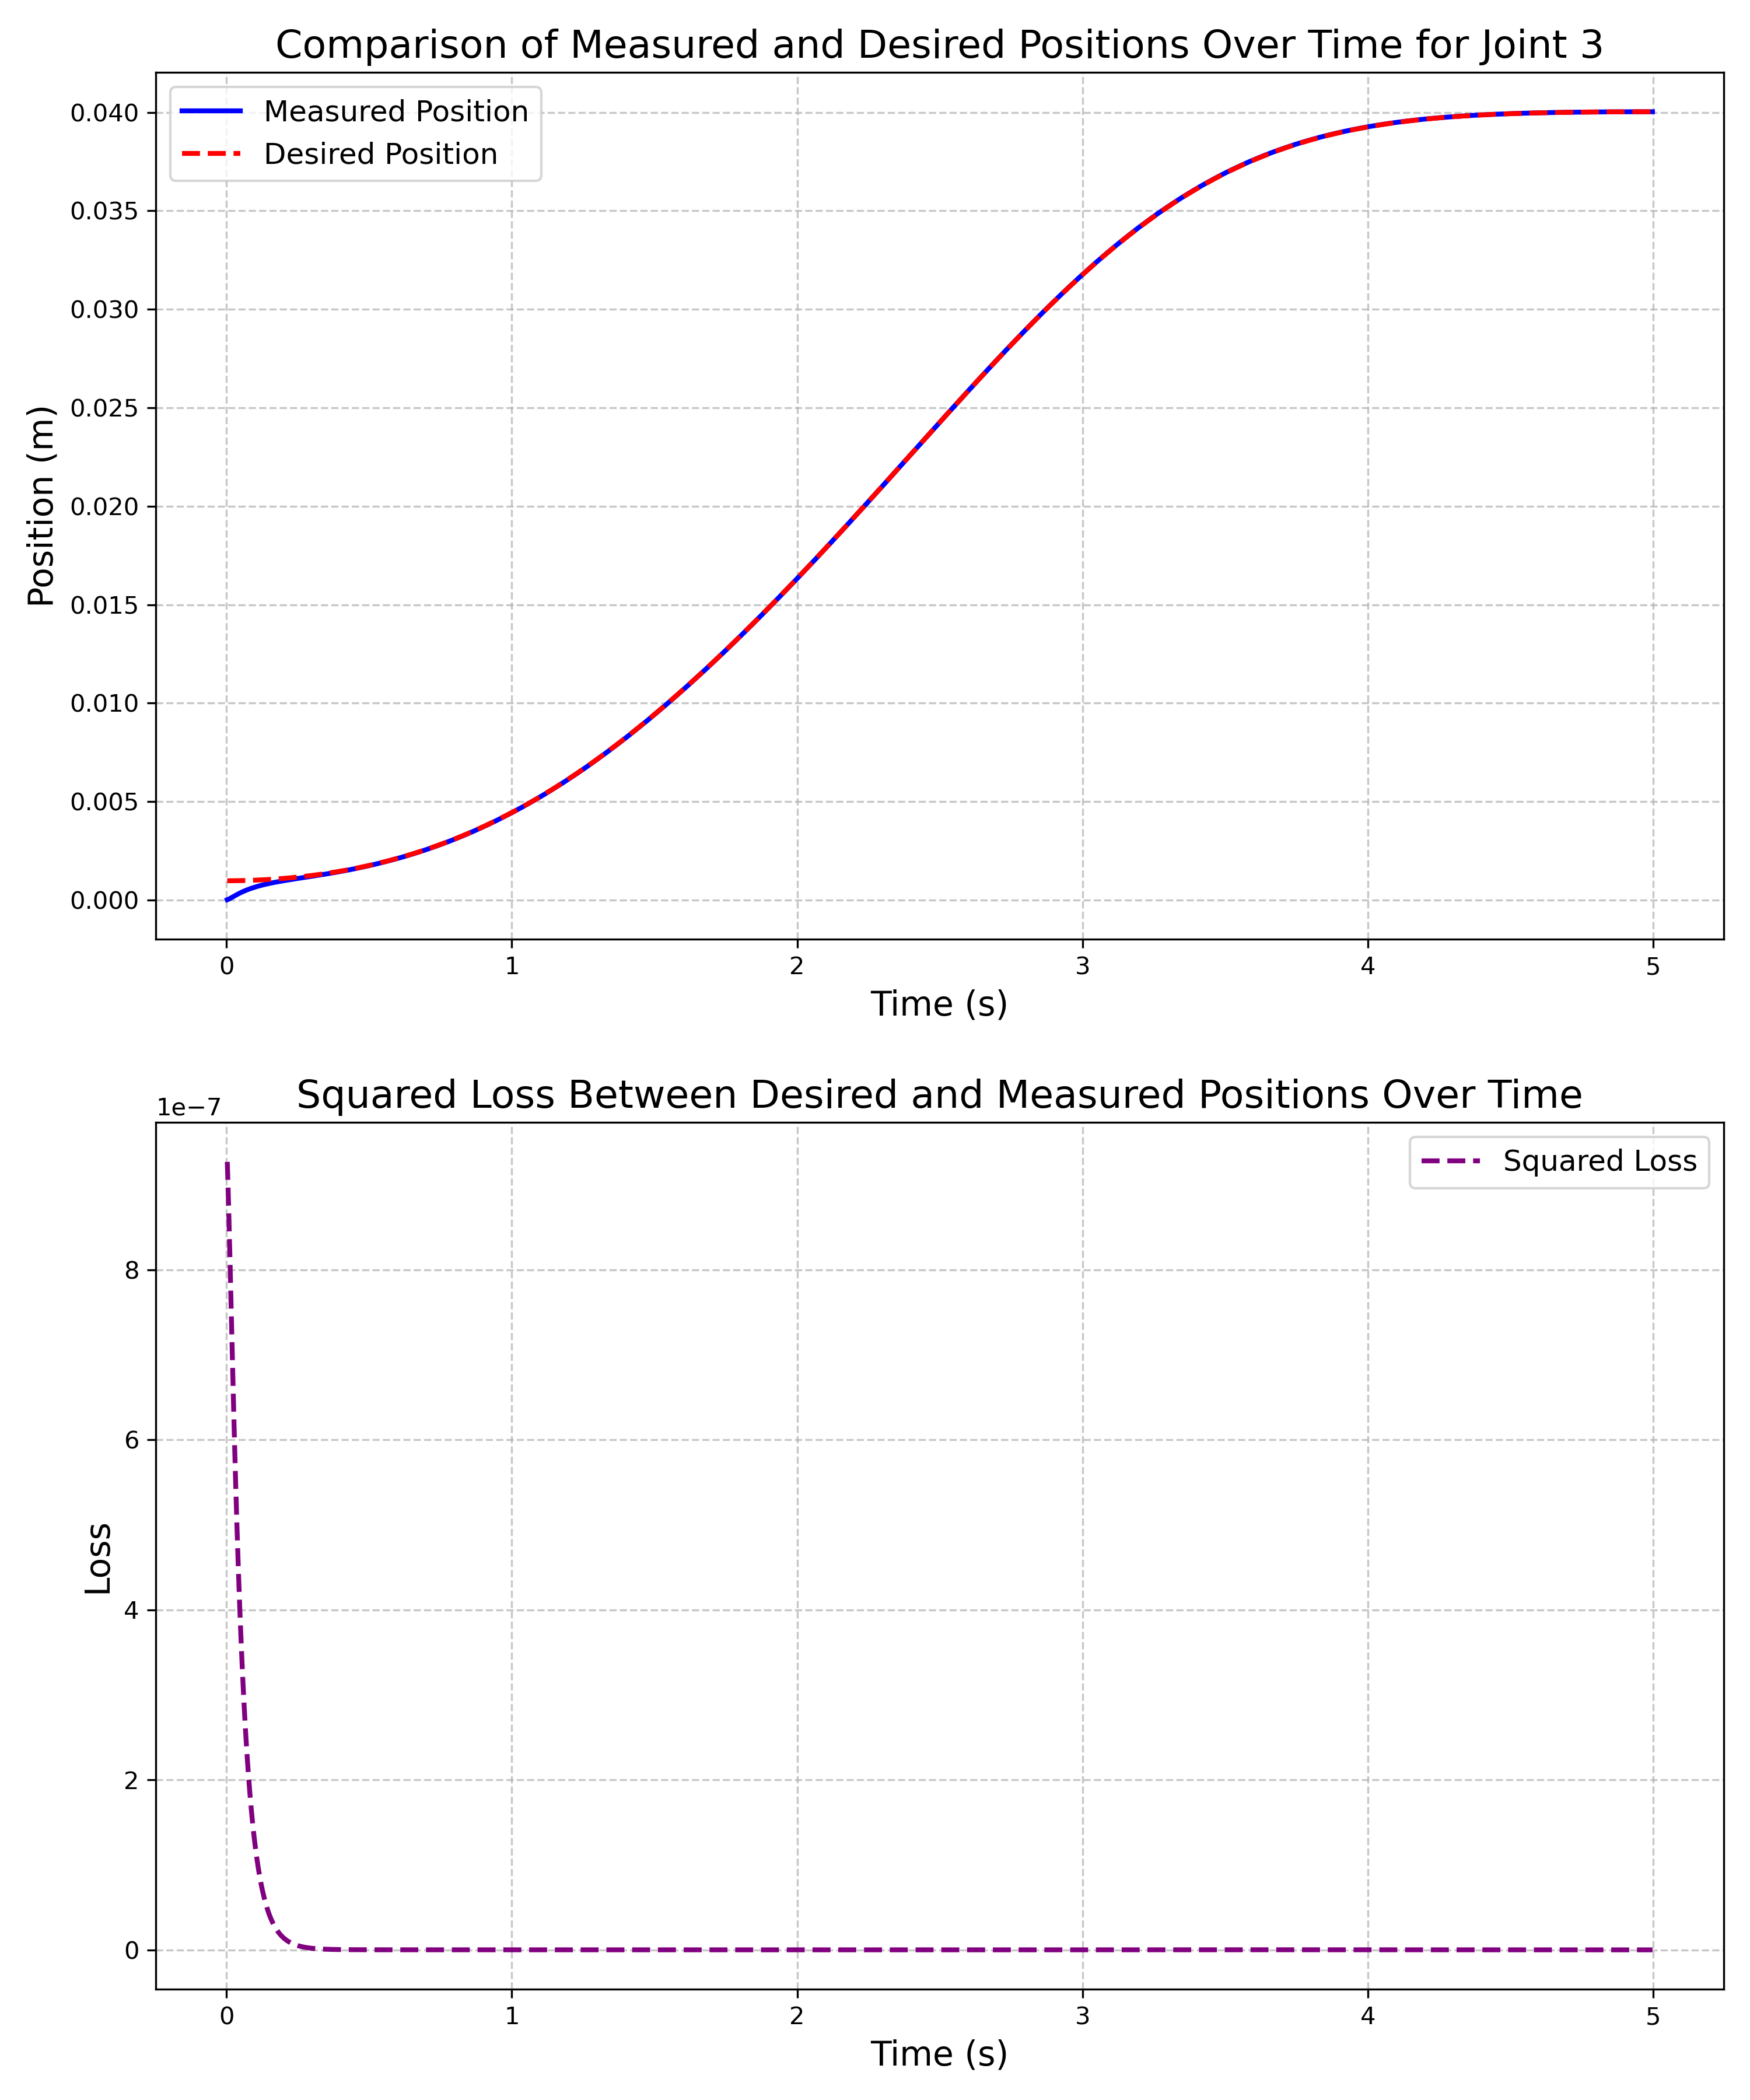 Comparison of Measured and Desired Positions Over Time for Joint 3
Measured Position
Desired Position
0.040
0.035
0.030
0.025
0.020
0.015
0.010
0.005
0.000
Position (m)
0 1 2 3 4 5
Time (s)
Squared Loss Between Desired and Measured Positions Over Time
1e−7
Squared Loss
8
6
4
2
0
Loss
0 1 2 3 4 5
Time (s)